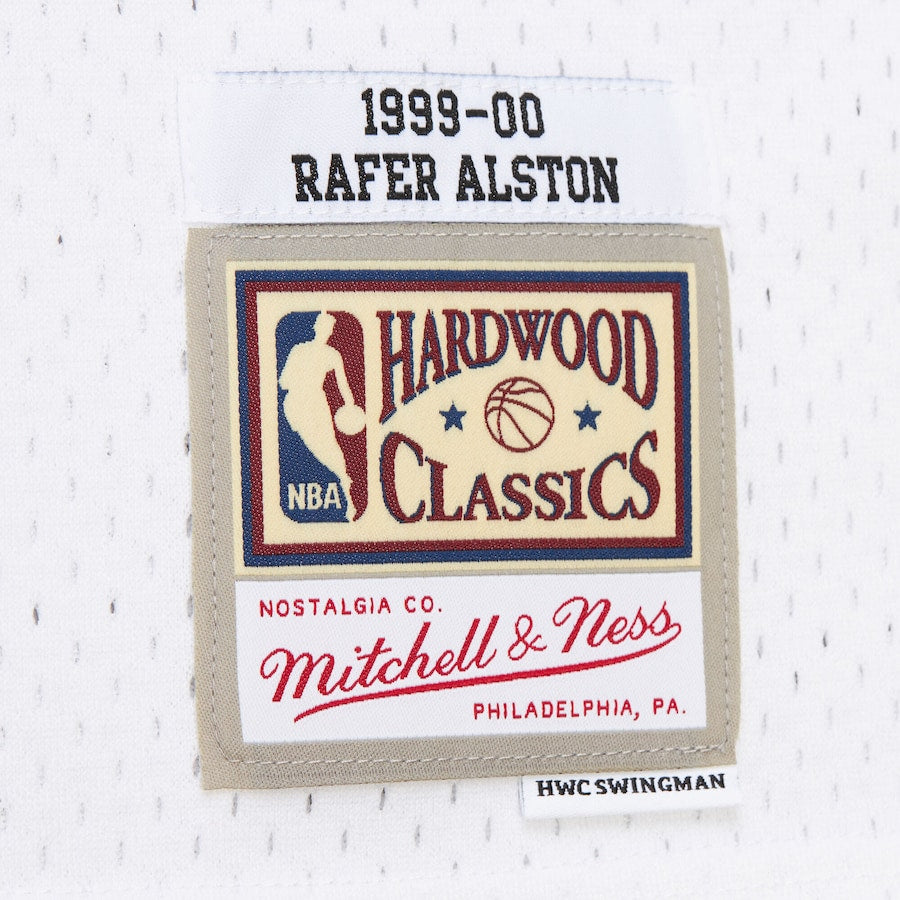 1999-00
RAFER ALSTON
HARDWOOD
CLASSICS
NBA
NOSTALGIA CO.
Mitchell & Ness
PHILADELPHIA, PA.
HWC SWINGMAN